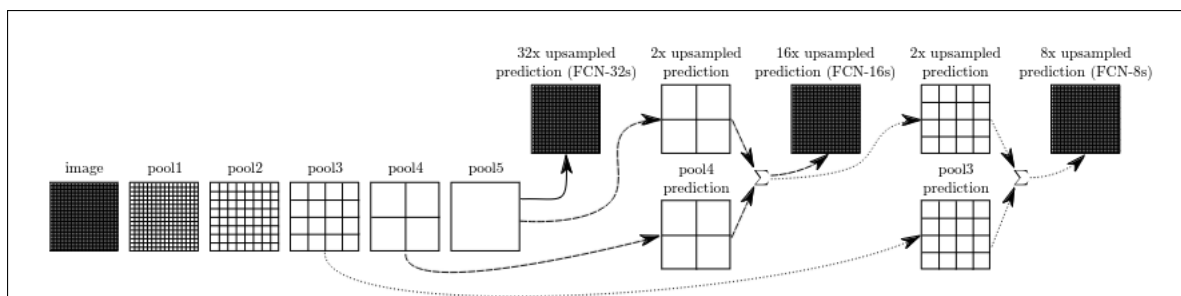 32x upsampled
prediction (FCN-32s)
2x upsampled
prediction
16x upsampled
prediction (FCN-16s)
2x upsampled
prediction
8x upsampled
prediction (FCN-8s)
image
pool1
pool2
pool3
pool4
pool5
pool4
prediction
Σ
pool3
prediction
Σ